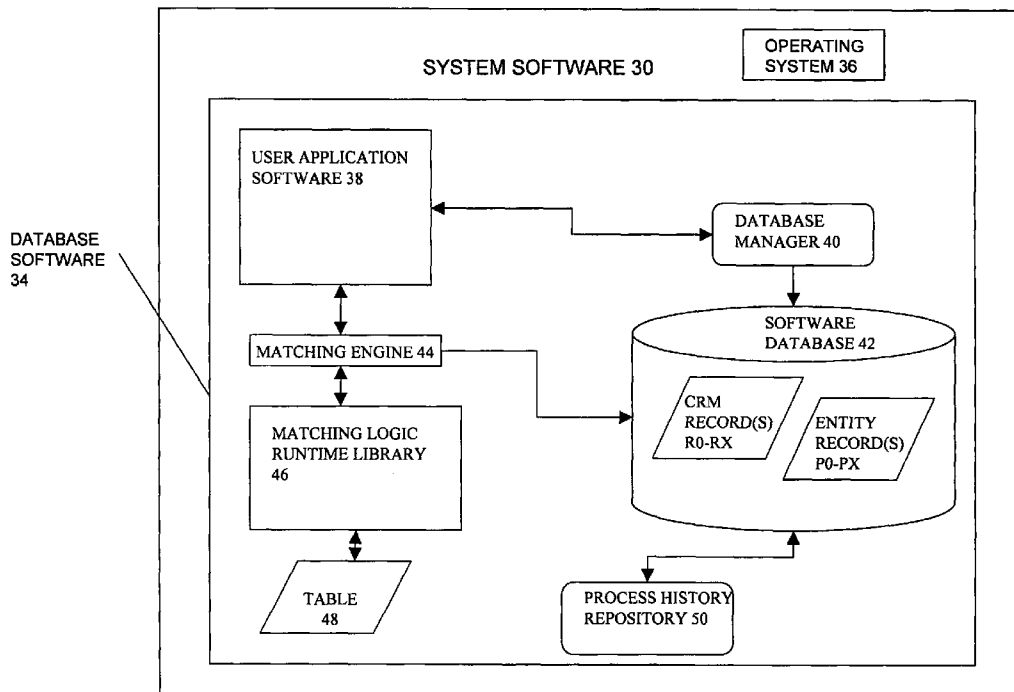 OPERATING
SYSTEM 36
SYSTEM SOFTWARE 30
USER APPLICATION
SOFTWARE 38
DATABASE
MANAGER 40
DATABASE
SOFTWARE
34
SOFTWARE
DATABASE 42
MATCHING ENGINE 44
CRM
RECORD(S)
R0-RX
ENTITY
RECORD(S)
P0-PX
MATCHING LOGIC
RUNTIME LIBRARY
46
TABLE
48
PROCESS HISTORY
REPOSITORY 50